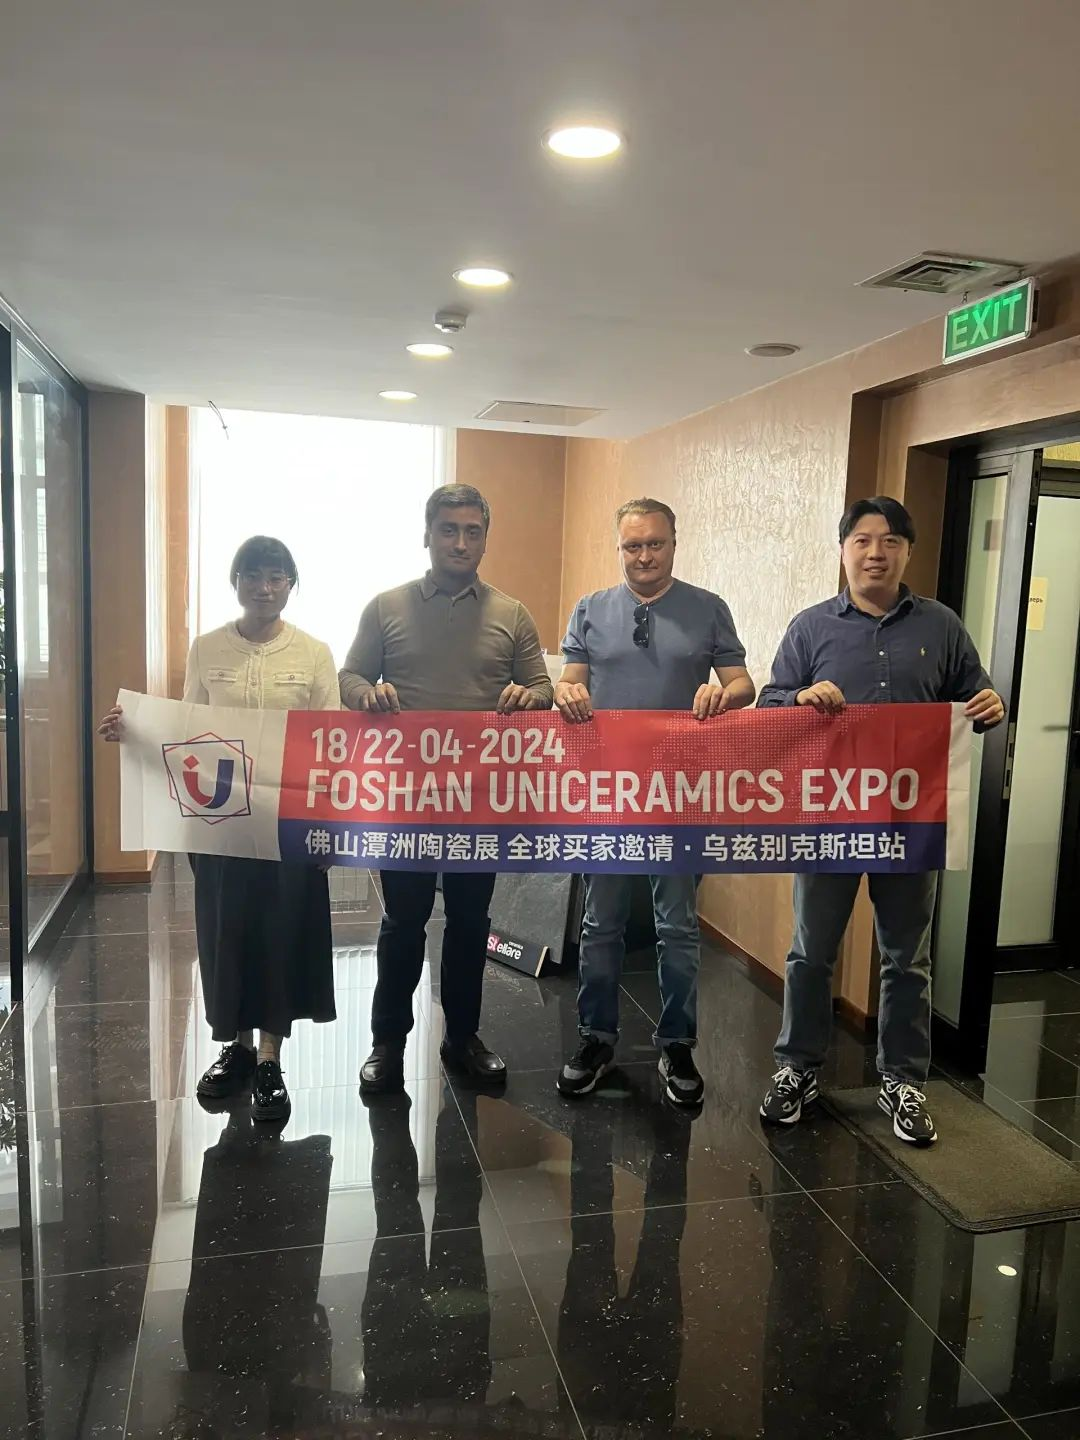 EXIT
18/22-04-2024
FOSHAN UNICERAMICS EXPO
佛山潭洲陶瓷展 全球买家邀请·乌兹别克斯坦站
Stellare